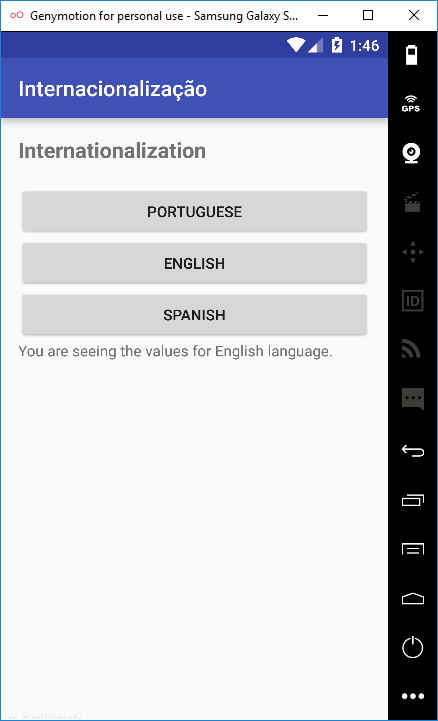 Genymotion for personal use - Samsung Galaxy S...
1:46
Internacionalização
GPS
Internationalization
PORTUGUESE
ENGLISH
SPANISH
ID
You are seeing the values for English language.